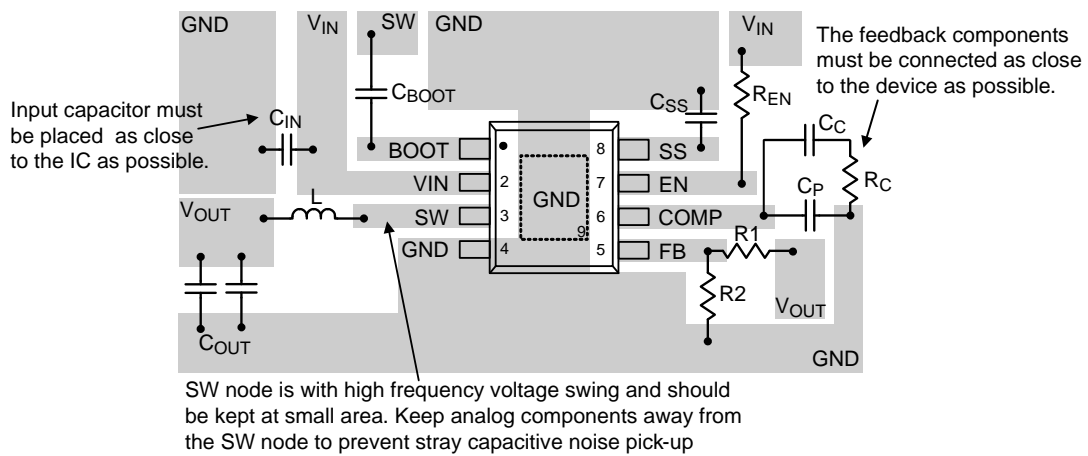 GND
VIN
SW
GND
VIN
The feedback components
must be connected as close
to the device as possible.
Input capacitor must
be placed as close
to the IC as possible.
CIN
CBOOT
CSS
REN
CC
RC
CP
BOOT
8
SS
VIN
2
GND
7
EN
VOUT
L
SW
3
6
COMP
GND
4
9
5
FB
R1
R2
VOUT
COUT
GND
SW node is with high frequency voltage swing and should
be kept at small area. Keep analog components away from
the SW node to prevent stray capacitive noise pick-up